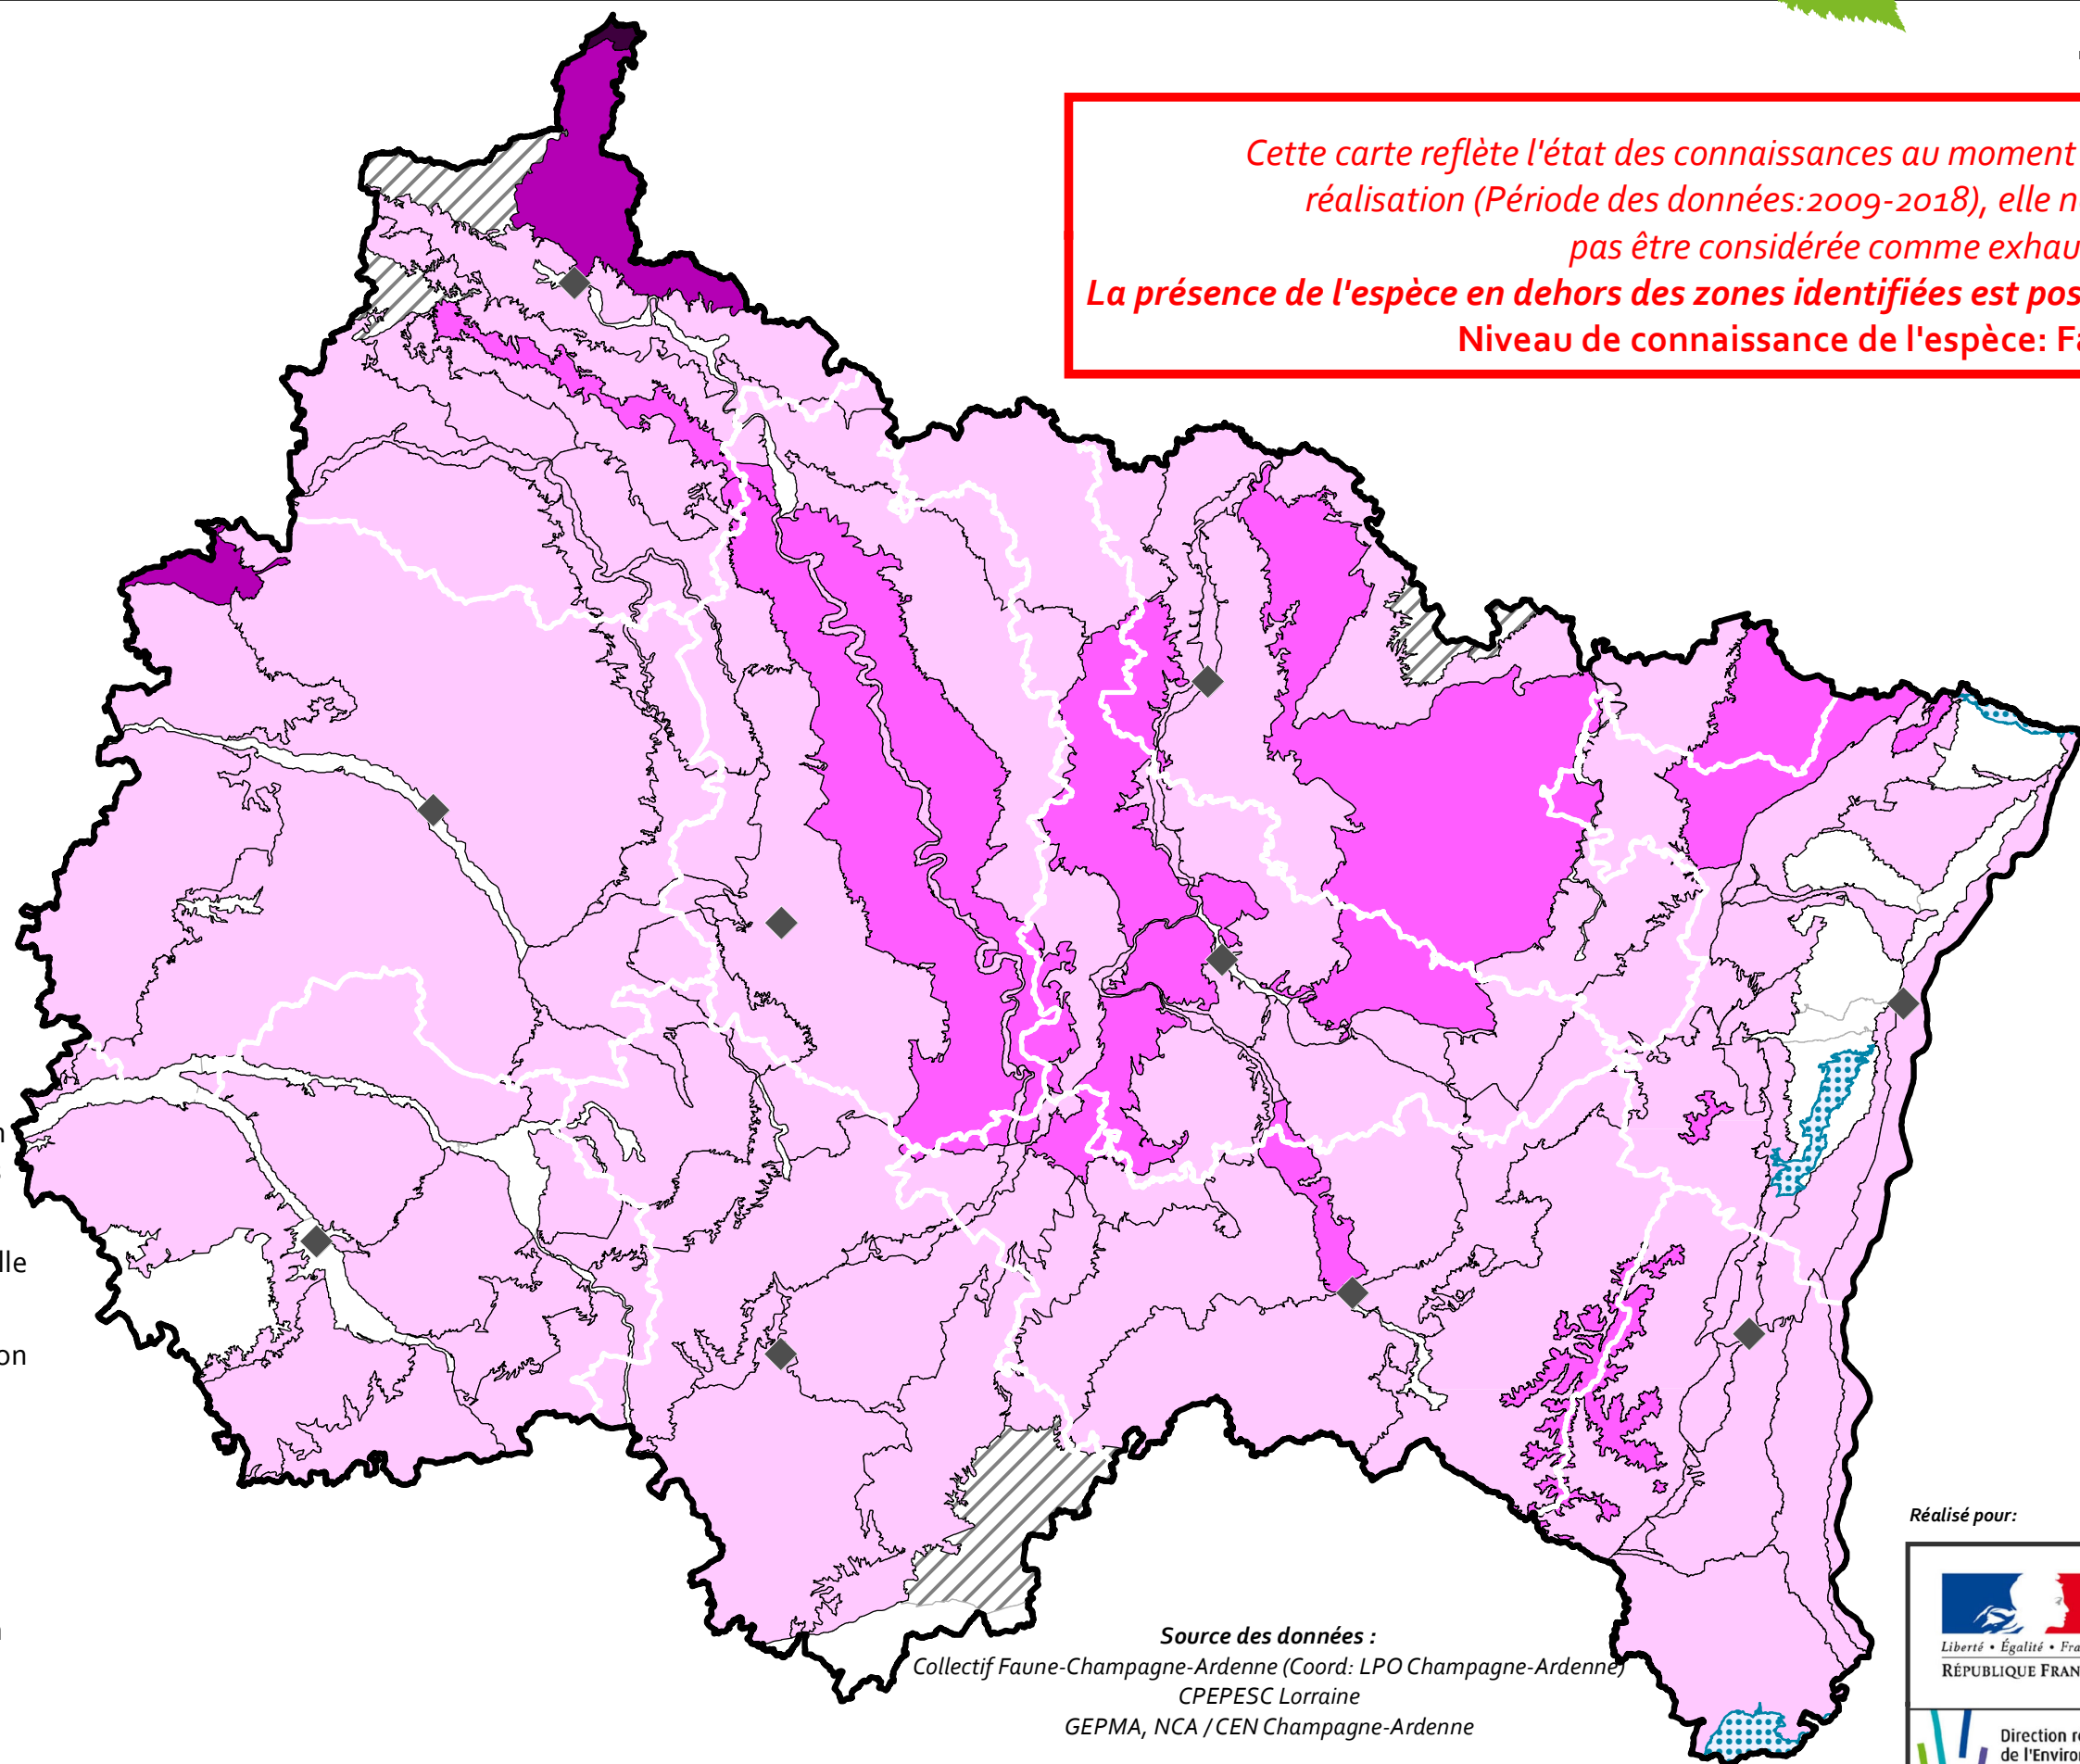 Cette carte reflète l'état des connaissances au moment
réalisation (Période des données:2009-2018), elle n
pas être considérée comme exhau
La présence de l'espèce en dehors des zones identifiées est pos
Niveau de connaissance de l'espèce: Fa
n
lle
on
Réalisé pour:
Liberté • Égalité • Fra
RÉPUBLIQUE FRAN
Direction r
de l'Enviro
Source des données :
Collectif Faune-Champagne-Ardenne (Coord: LPO Champagne-Ardenne)
CPEPESC Lorraine
GEPMA, NCA / CEN Champagne-Ardenne